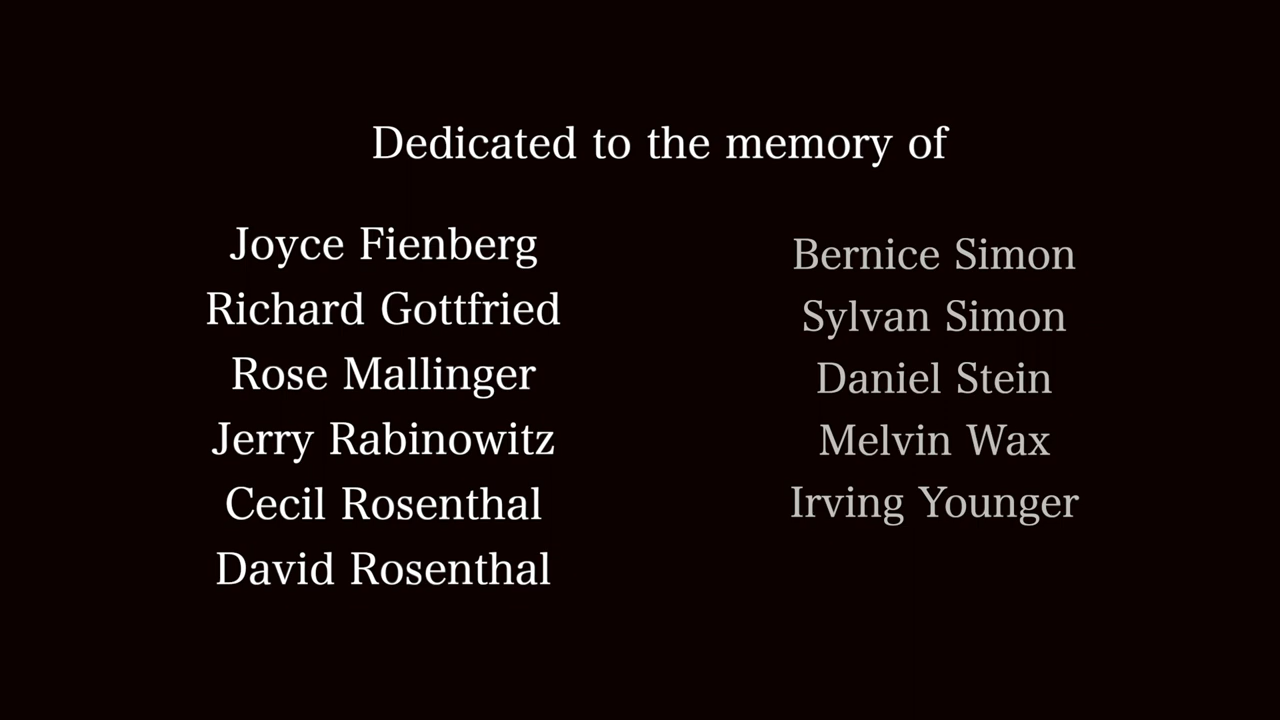 Dedicated to the memory of
Joyce Fienberg
Richard Gottfried
Rose Mallinger
Jerry Rabinowitz
Cecil Rosenthal
David Rosenthal
Bernice Simon
Sylvan Simon
Daniel Stein
Melvin Wax
Irving Younger